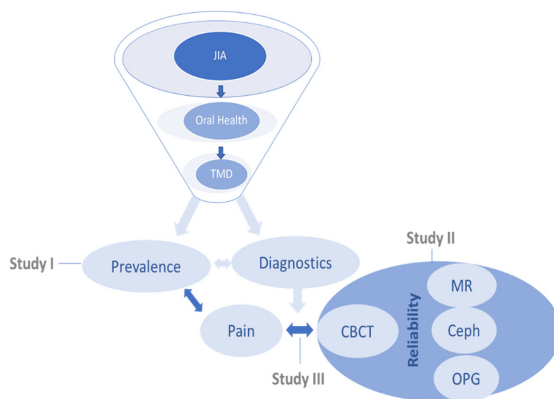 JIA
Oral Health
TMD
Study II
Study I
Prevalence
Diagnostics
MR
Reliability
Pain
CBCT
Ceph
Study III
OPG